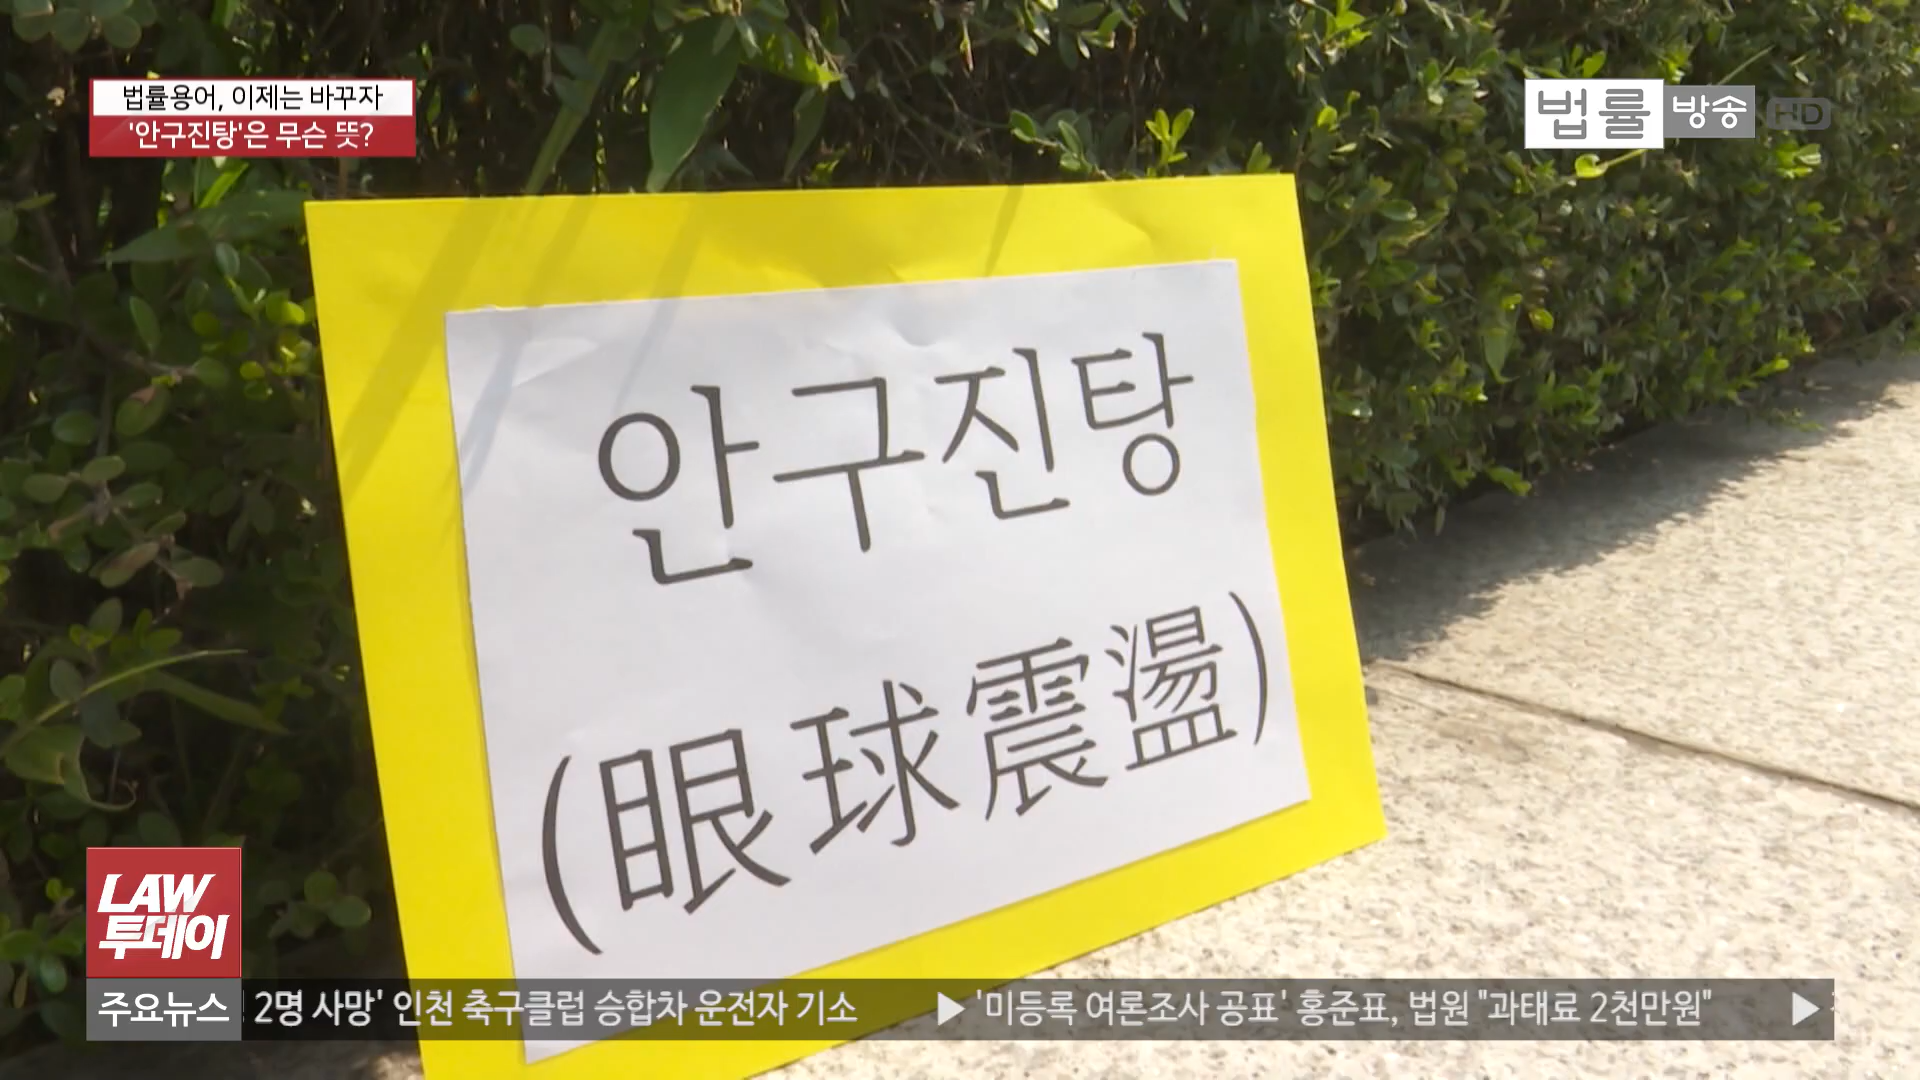 법률용어, 이제는 바꾸자
'안구진탕'은 무슨 뜻?
법률방송 HD
안구진탕
(眼球震盪)
LAW
투데이
주요뉴스
2명 사망' 인천 축구클럽 승합차 운전자 기소 ▶ '미등록 여론조사 공표' 홍준표, 법원 "과태료 2천만원" ▶